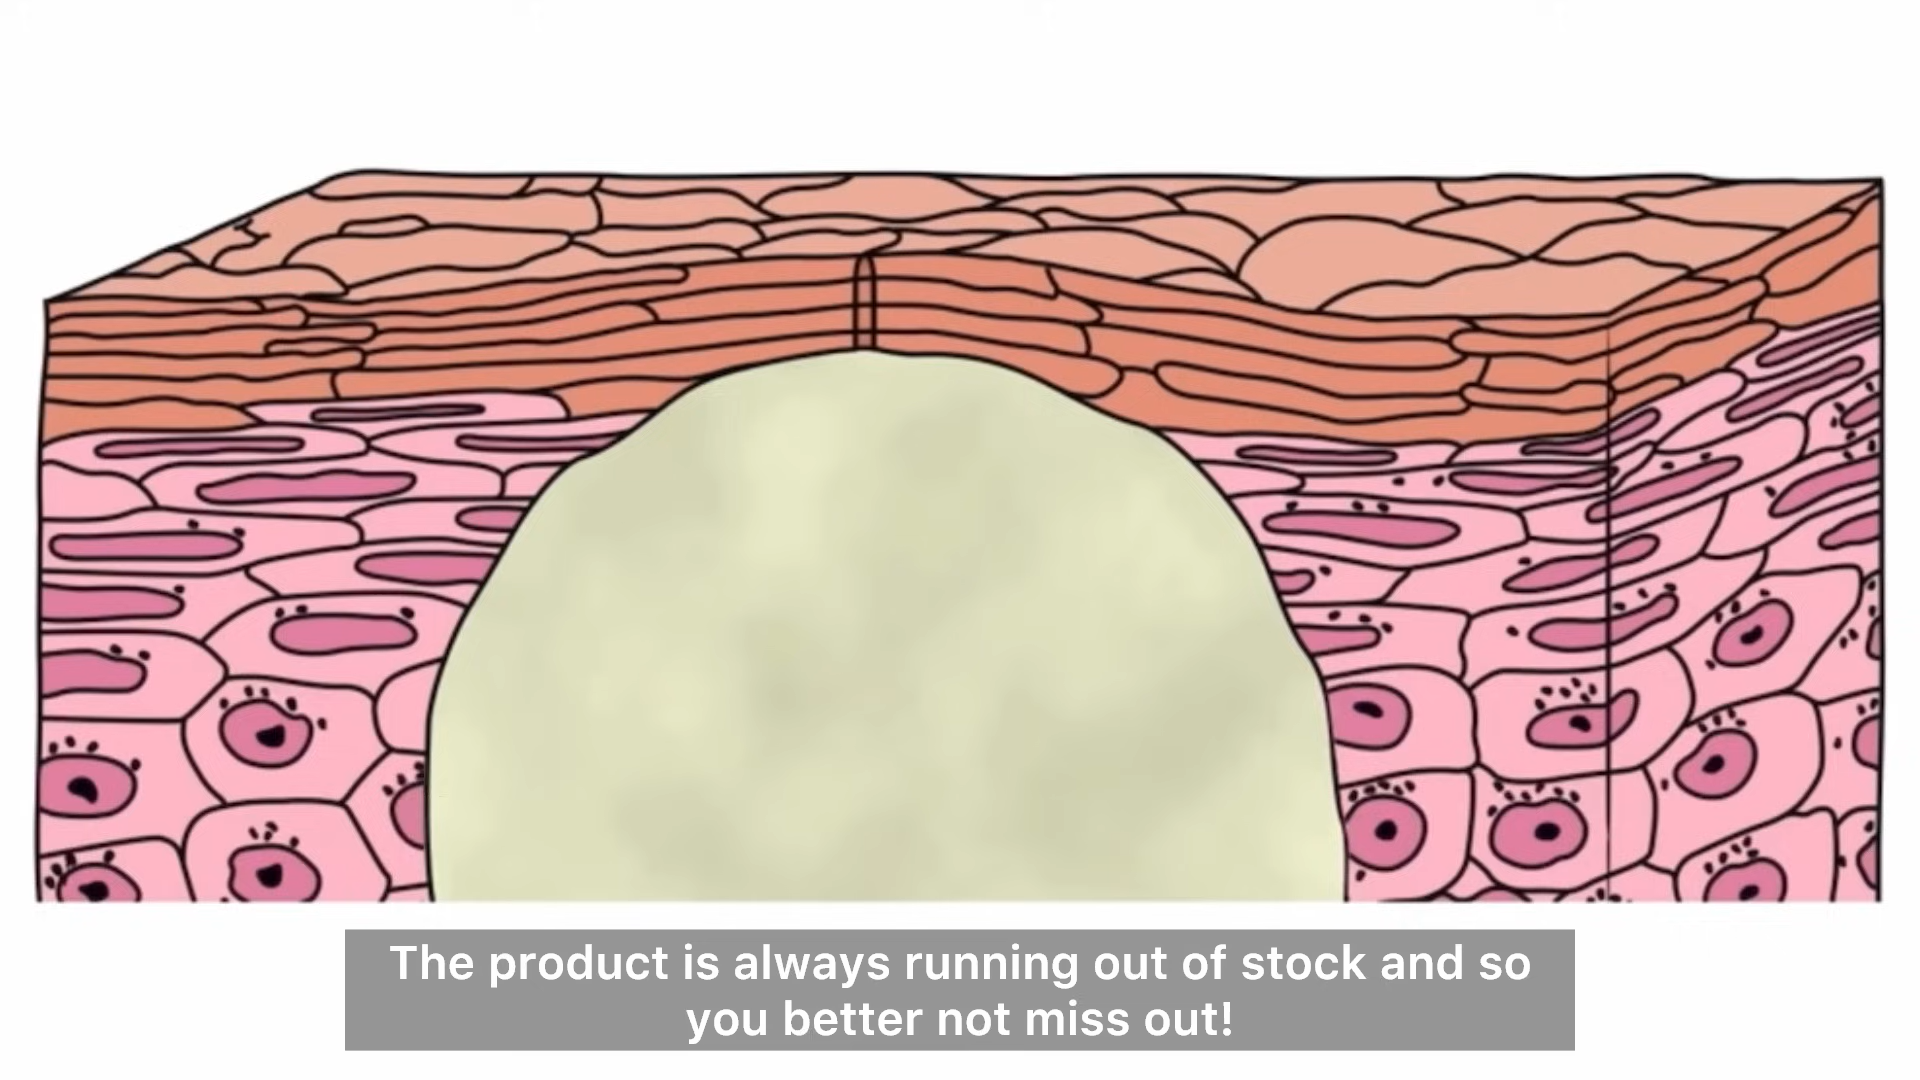 The product is always running out of stock and so
you better not miss out!